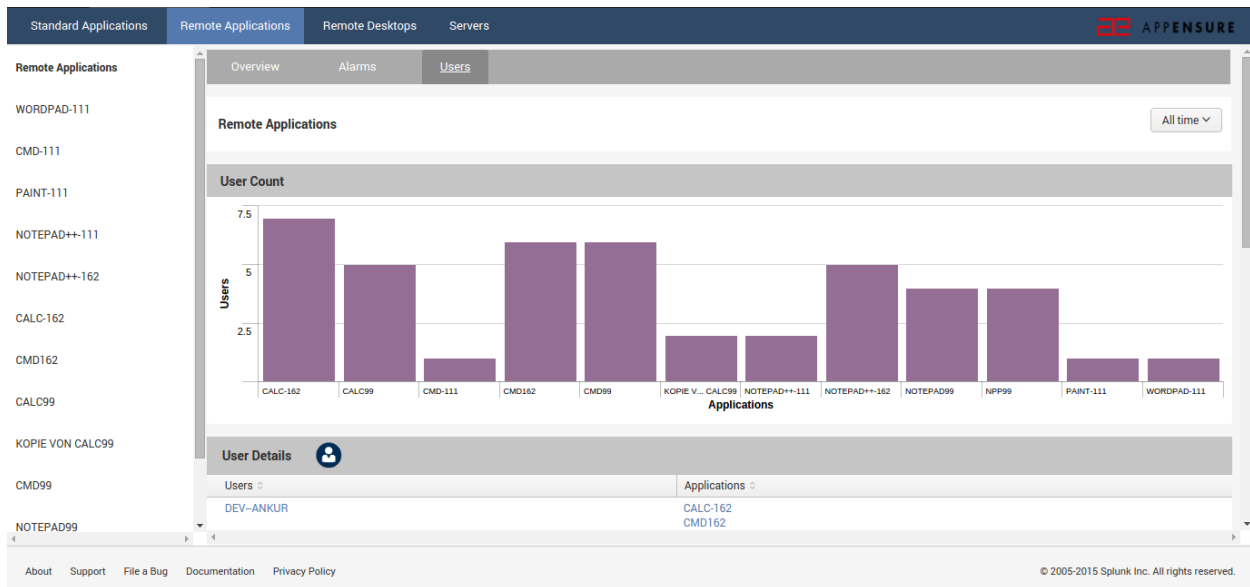 Standard Applications Remote Applications Remote Desktops Servers
ae APPENSURE
Remote Applications
WORDPAD-111
CMD-111
PAINT-111
NOTEPAD++-111
NOTEPAD++-162
CALC-162
CMD162
CALC99
KOPIE VON CALC99
CMD99
NOTEPAD99
Overview Alarms Users
Remote Applications
All time
User Count
7.5
5
2.5
Users
CALC-162 CALC99 CMD-111 CMD162 CMD99 KOPIE V... CALC99 NOTEPAD++-111 NOTEPAD++-162 NOTEPAD99 NPP99 PAINT-111 WORDPAD-111
Applications
User Details
Users Applications
DEV--ANKUR CALC-162
CMD162
About Support File a Bug Documentation Privacy Policy
© 2005-2015 Splunk Inc. All rights reserved.